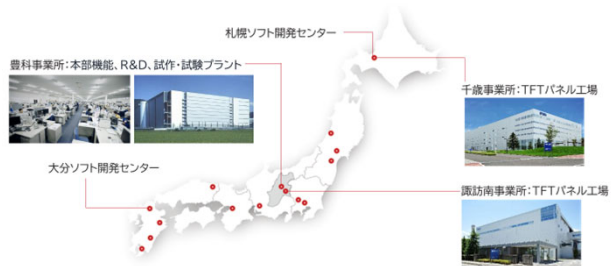 札幌ソフト開発センター
豊科事業所：本部機能、R&D、試作・試験プラント
千歳事業所：TFTパネル工場
大分ソフト開発センター
諏訪南事業所：TFTパネル工場